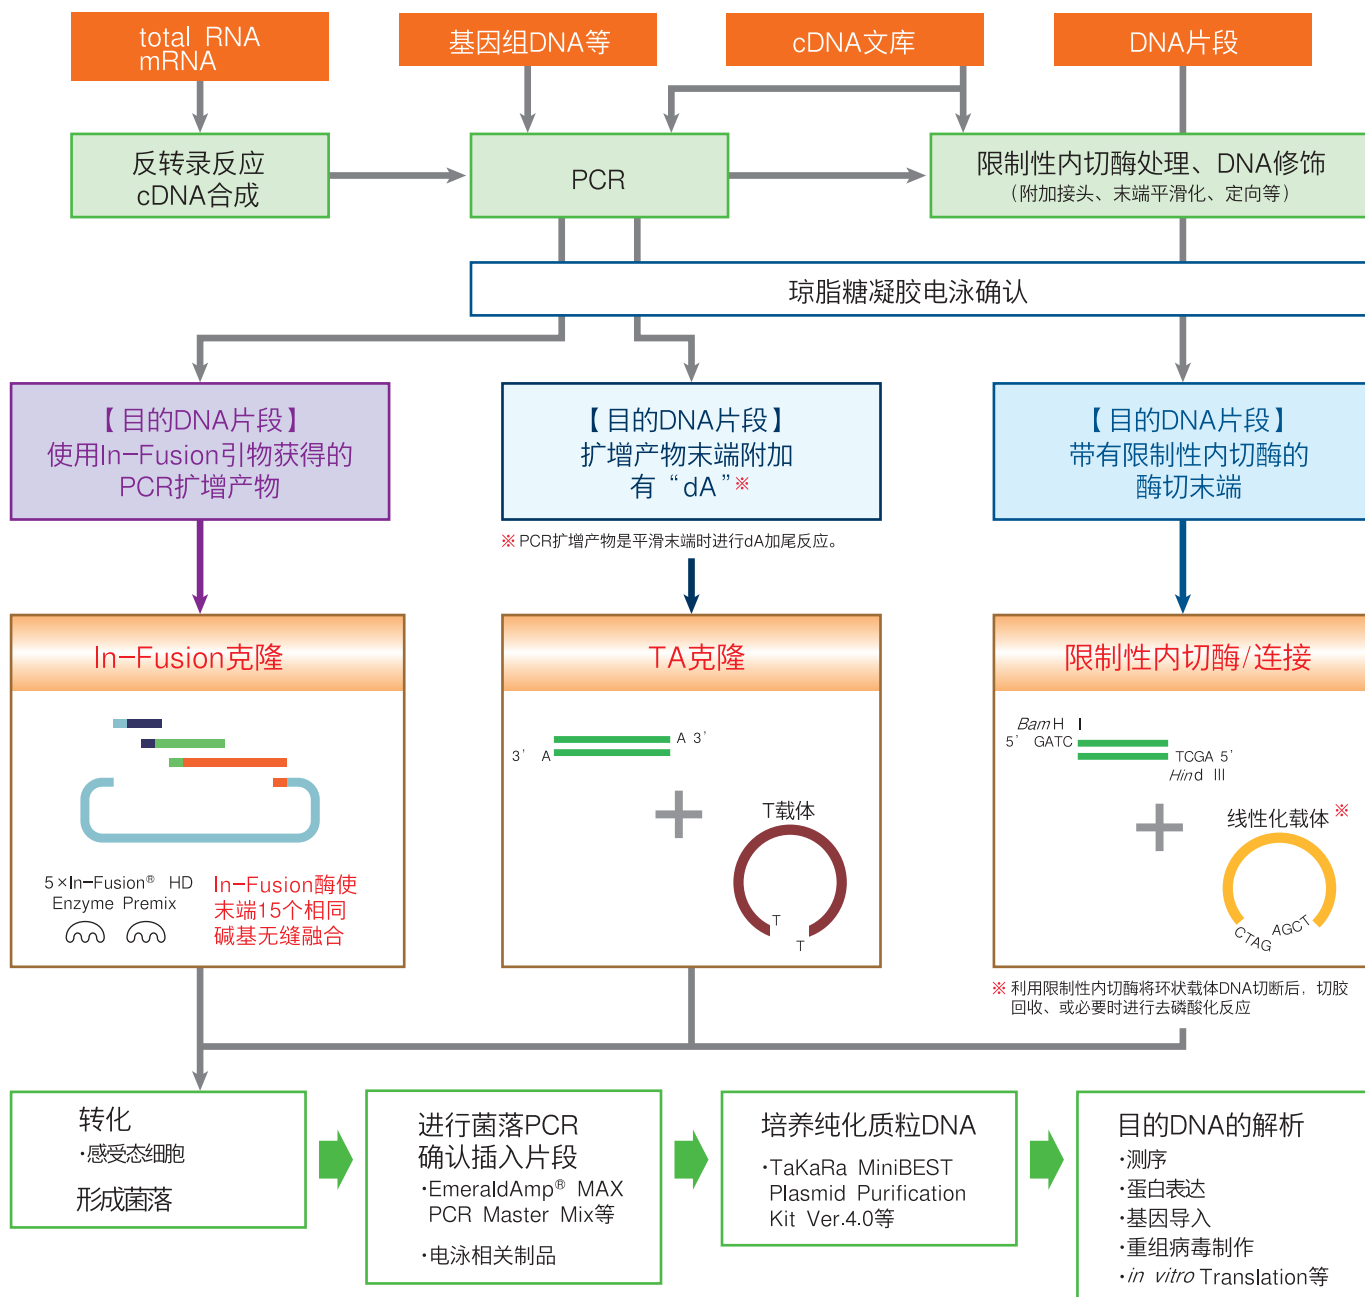 total RNA
mRNA
基因组DNA等
cDNA文库
DNA片段
反转录反应
cDNA合成
PCR
限制性内切酶处理、DNA修饰
（附加接头、末端平滑化、定向等）
琼脂糖凝胶电泳确认
【目的DNA片段】
使用In-Fusion引物获得的
PCR扩增产物
【目的DNA片段】
扩增产物末端附加
有“dA”※
※ PCR扩增产物是平滑末端时进行dA加尾反应。
【目的DNA片段】
带有限制性内切酶的
酶切末端
In-Fusion克隆
5×In-Fusion® HD
Enzyme Premix
In-Fusion酶使
末端15个相同
碱基无缝融合
TA克隆
A 3'
3' A
T载体
T
T
限制性内切酶/连接
BamH I
5' GATC
TCGA 5'
Hind III
线性化载体※
CTAG
AGCT
※ 利用限制性内切酶将环状载体DNA切断后，切胶
回收、或必要时进行去磷酸化反应
转化
·感受态细胞
形成菌落
进行菌落PCR
确认插入片段
·EmeraldAmp® MAX
PCR Master Mix等
·电泳相关制品
培养纯化质粒DNA
·TaKaRa MiniBEST
Plasmid Purification
Kit Ver.4.0等
目的DNA的解析
·测序
·蛋白表达
·基因导入
·重组病毒制作
·in vitro Translation等